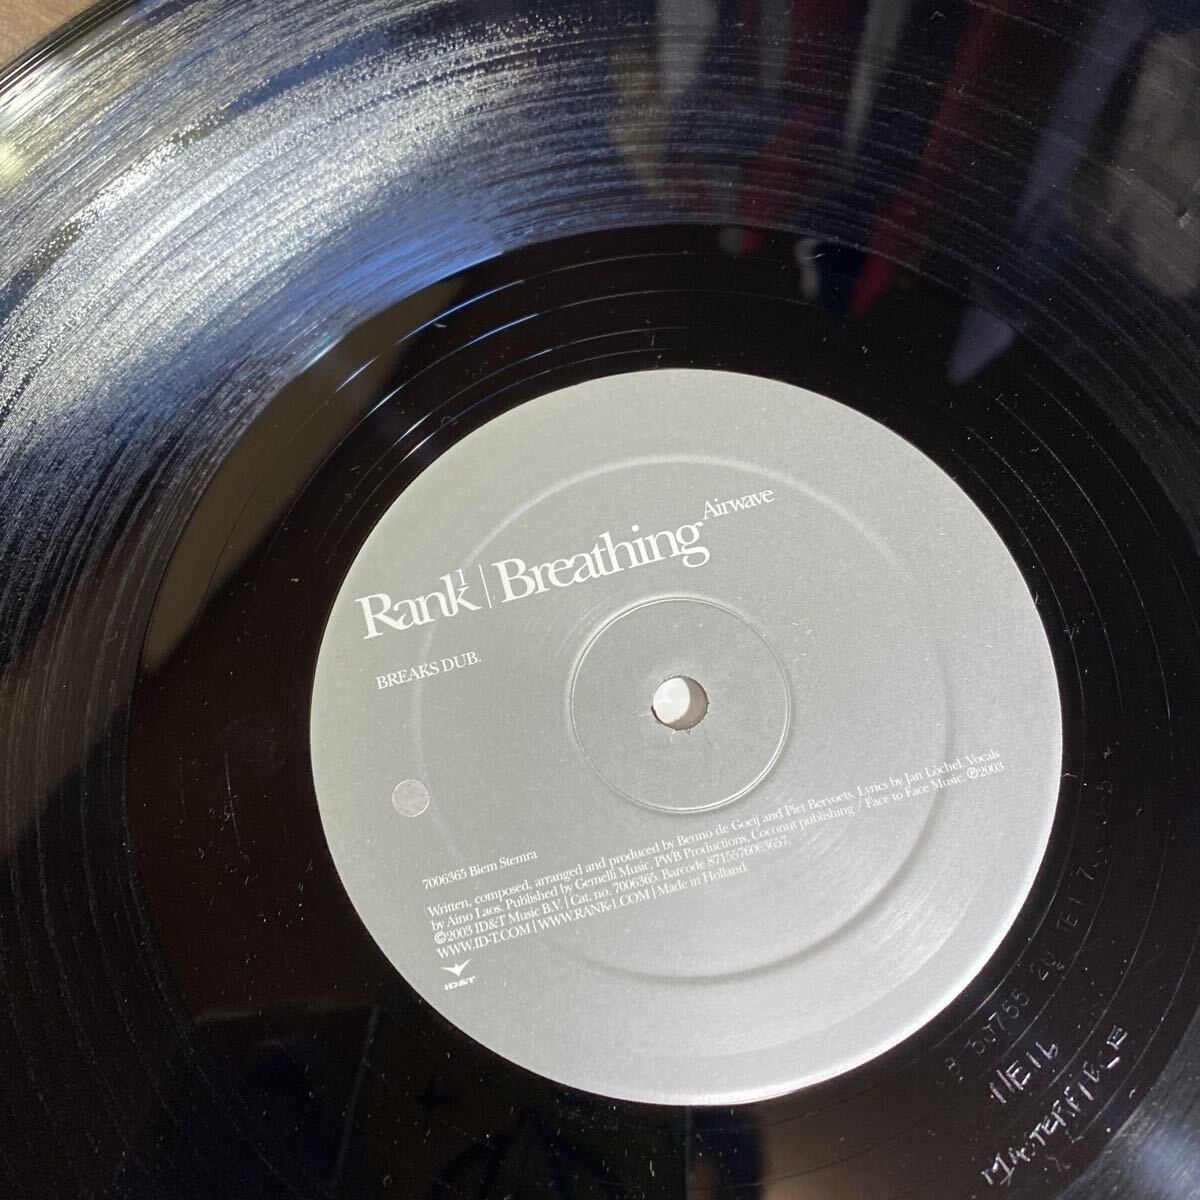 Rank 1 | Breathing Airwave
BREAKS DUB.
7006365 Biem Stemra
Written, composed, arranged and produced by Benno de Goeij and Piet Bervoets. Lyrics by Jan Löchel. Vocals
by Aino Laos. Published by Gemelli Music, PWB Productions, Coconut publishing / Face to Face Music. ℗2003
©2003 ID&T Music B.V. | Cat. no. 7006365. Barcode 8715576063657.
WWW.ID-T.COM | WWW.RANK-1.COM | Made in Holland.
ID&T